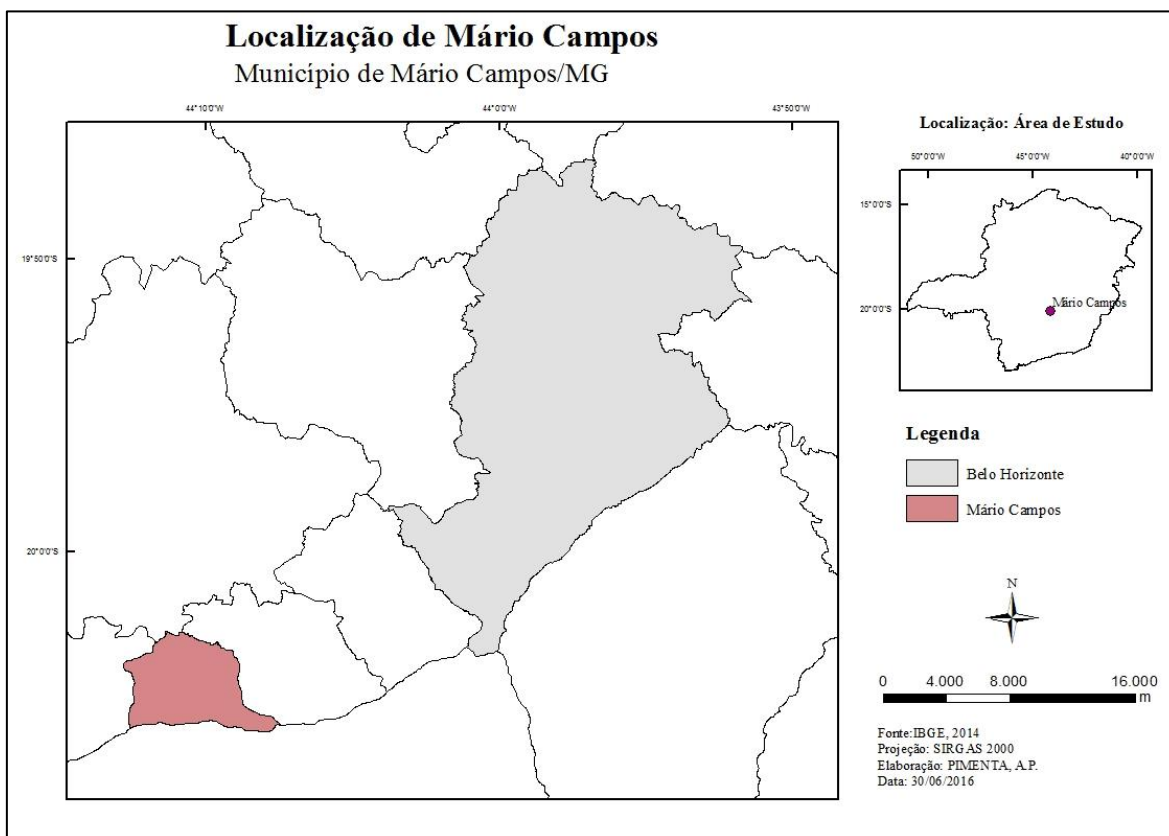 Localização de Mário Campos
Município de Mário Campos/MG
44°10'0"W
44°0'0"W
43°50'0"W
19°50'0"S
20°0'0"S
Localização: Área de Estudo
50°0'0"W
45°0'0"W
40°0'0"W
15°0'0"S
20°0'0"S
Mário Campos
Legenda
Belo Horizonte
Mário Campos
N
0 4.000 8.000 16.000
m
Fonte:IBGE, 2014
Projeção: SIRGAS 2000
Elaboração: PIMENTA, A.P.
Data: 30/06/2016